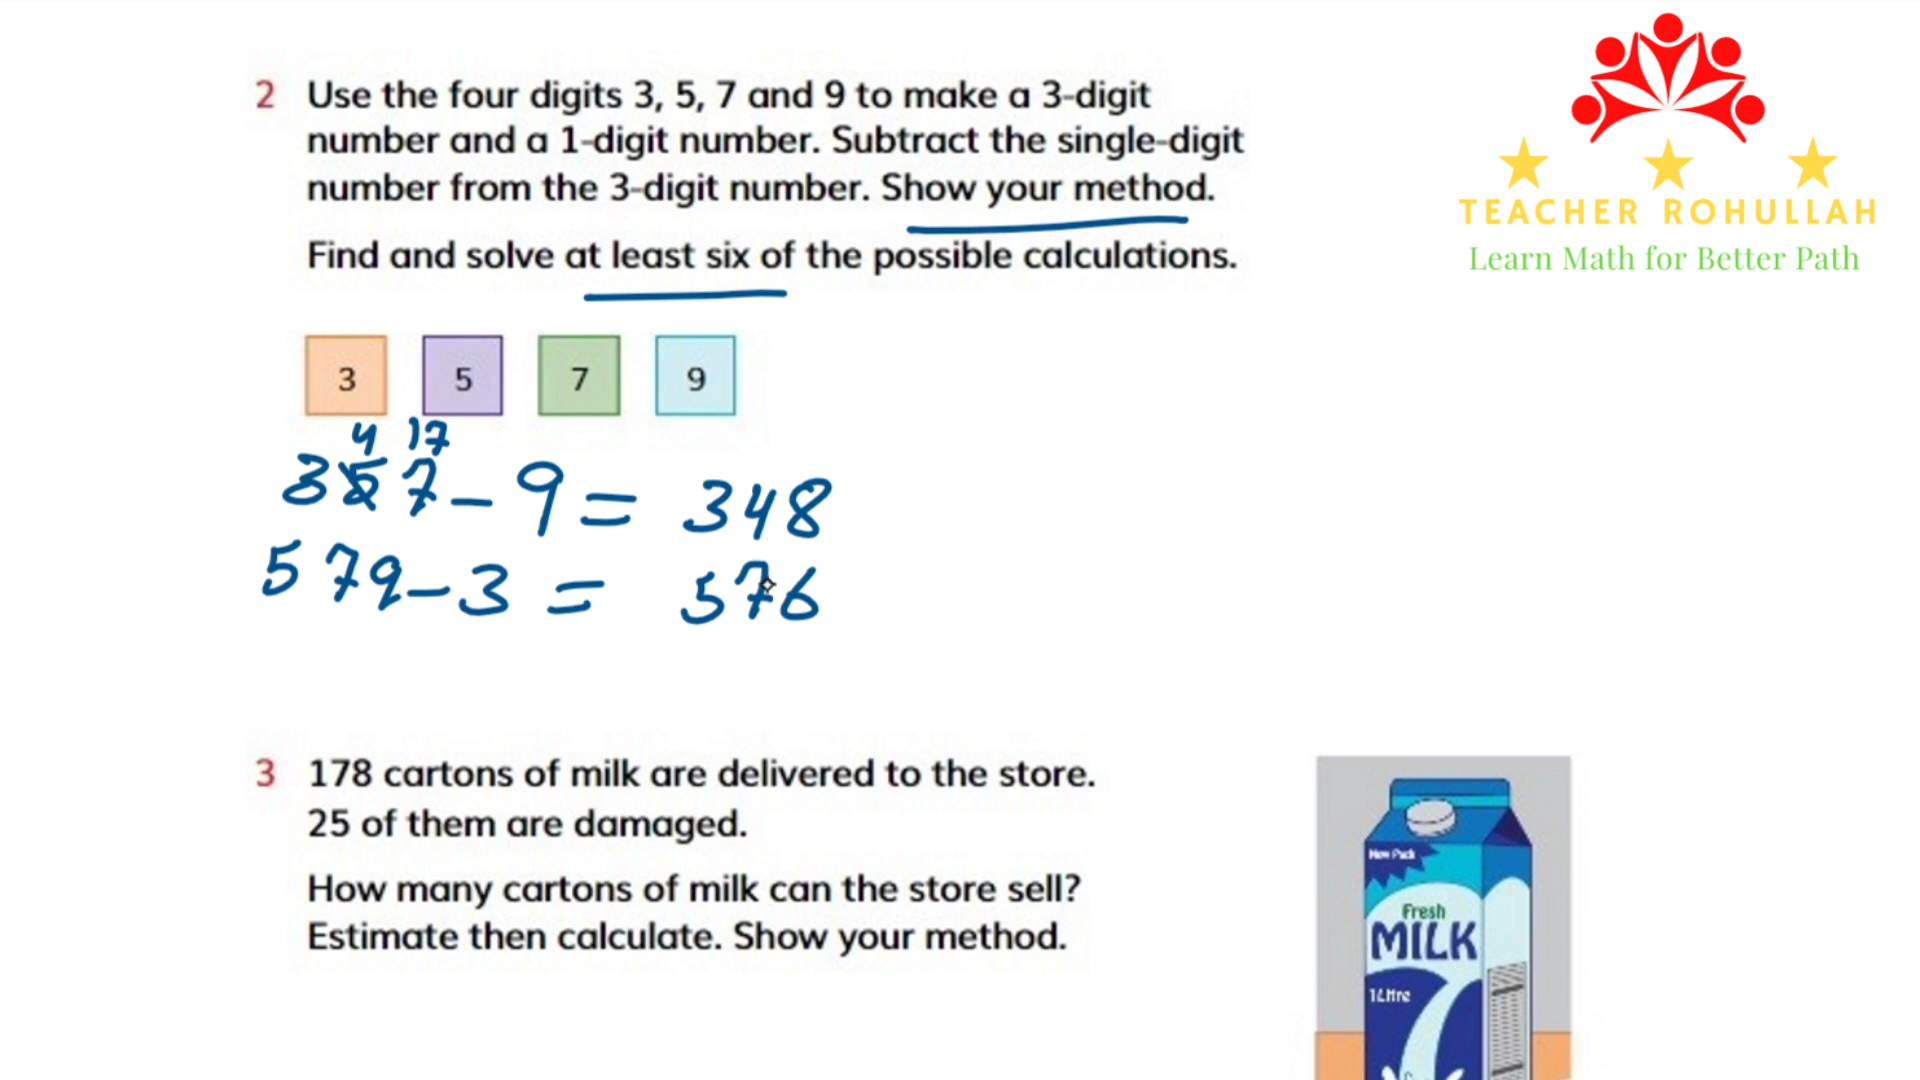 2 Use the four digits 3, 5, 7 and 9 to make a 3-digit
number and a 1-digit number. Subtract the single-digit
number from the 3-digit number. Show your method.
Find and solve at least six of the possible calculations.
3 5 7 9
4 17
357 - 9 = 348
579 - 3 = 576
3 178 cartons of milk are delivered to the store.
25 of them are damaged.
How many cartons of milk can the store sell?
Estimate then calculate. Show your method.
TEACHER ROHULLAH
Learn Math for Better Path
New Pack
Fresh
MILK
1 Litre